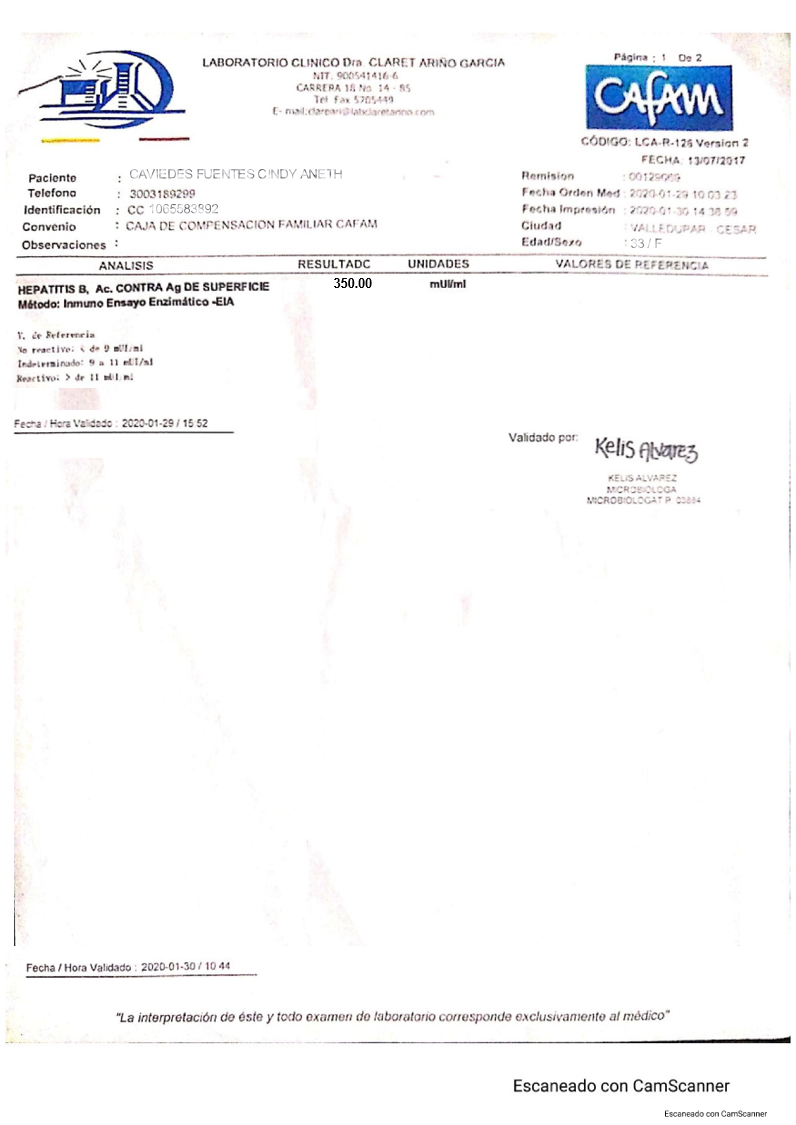 LABORATORIO CLINICO Dra. CLARET ARIÑO GARCIA
NIT. 900541416-6
CARRERA 18 No. 14 - 85
Tel. Fax 5705449
E- mail:clareari@labclaretarino.com
Página : 1 De 2
CAFAM
CÓDIGO: LCA-R-126 Version 2
FECHA: 13/07/2017
Paciente : CAVIEDES FUENTES CINDY ANETH
Telefono : 3003189299
Identificación : CC 1065583892
Convenio : CAJA DE COMPENSACION FAMILIAR CAFAM
Observaciones :
Remision : 00129069
Fecha Orden Med : 2020-01-29 10:03:23
Fecha Impresión : 2020-01-30 14:38:59
Ciudad : VALLEDUPAR - CESAR
Edad/Sexo : 33 / F
ANALISIS RESULTADC UNIDADES VALORES DE REFERENCIA
HEPATITIS B, Ac. CONTRA Ag DE SUPERFICIE 350.00 mUI/ml
Método: Inmuno Ensayo Enzimático -EIA
V. de Referencia
No reactivo: < de 9 mUI/ml
Indeterminado: 9 a 11 mUI/ml
Reactivo: > de 11 mUI/ml
Fecha / Hora Validado : 2020-01-29 / 15:52
Validado por: Kelis Alvarez
KELIS ALVAREZ
MICROBIOLOGA
MICROBIOLOGA T.P. 03884
Fecha / Hora Validado : 2020-01-30 / 10:44
"La interpretación de éste y todo examen de laboratorio corresponde exclusivamente al médico"
Escaneado con CamScanner
Escaneado con CamScanner